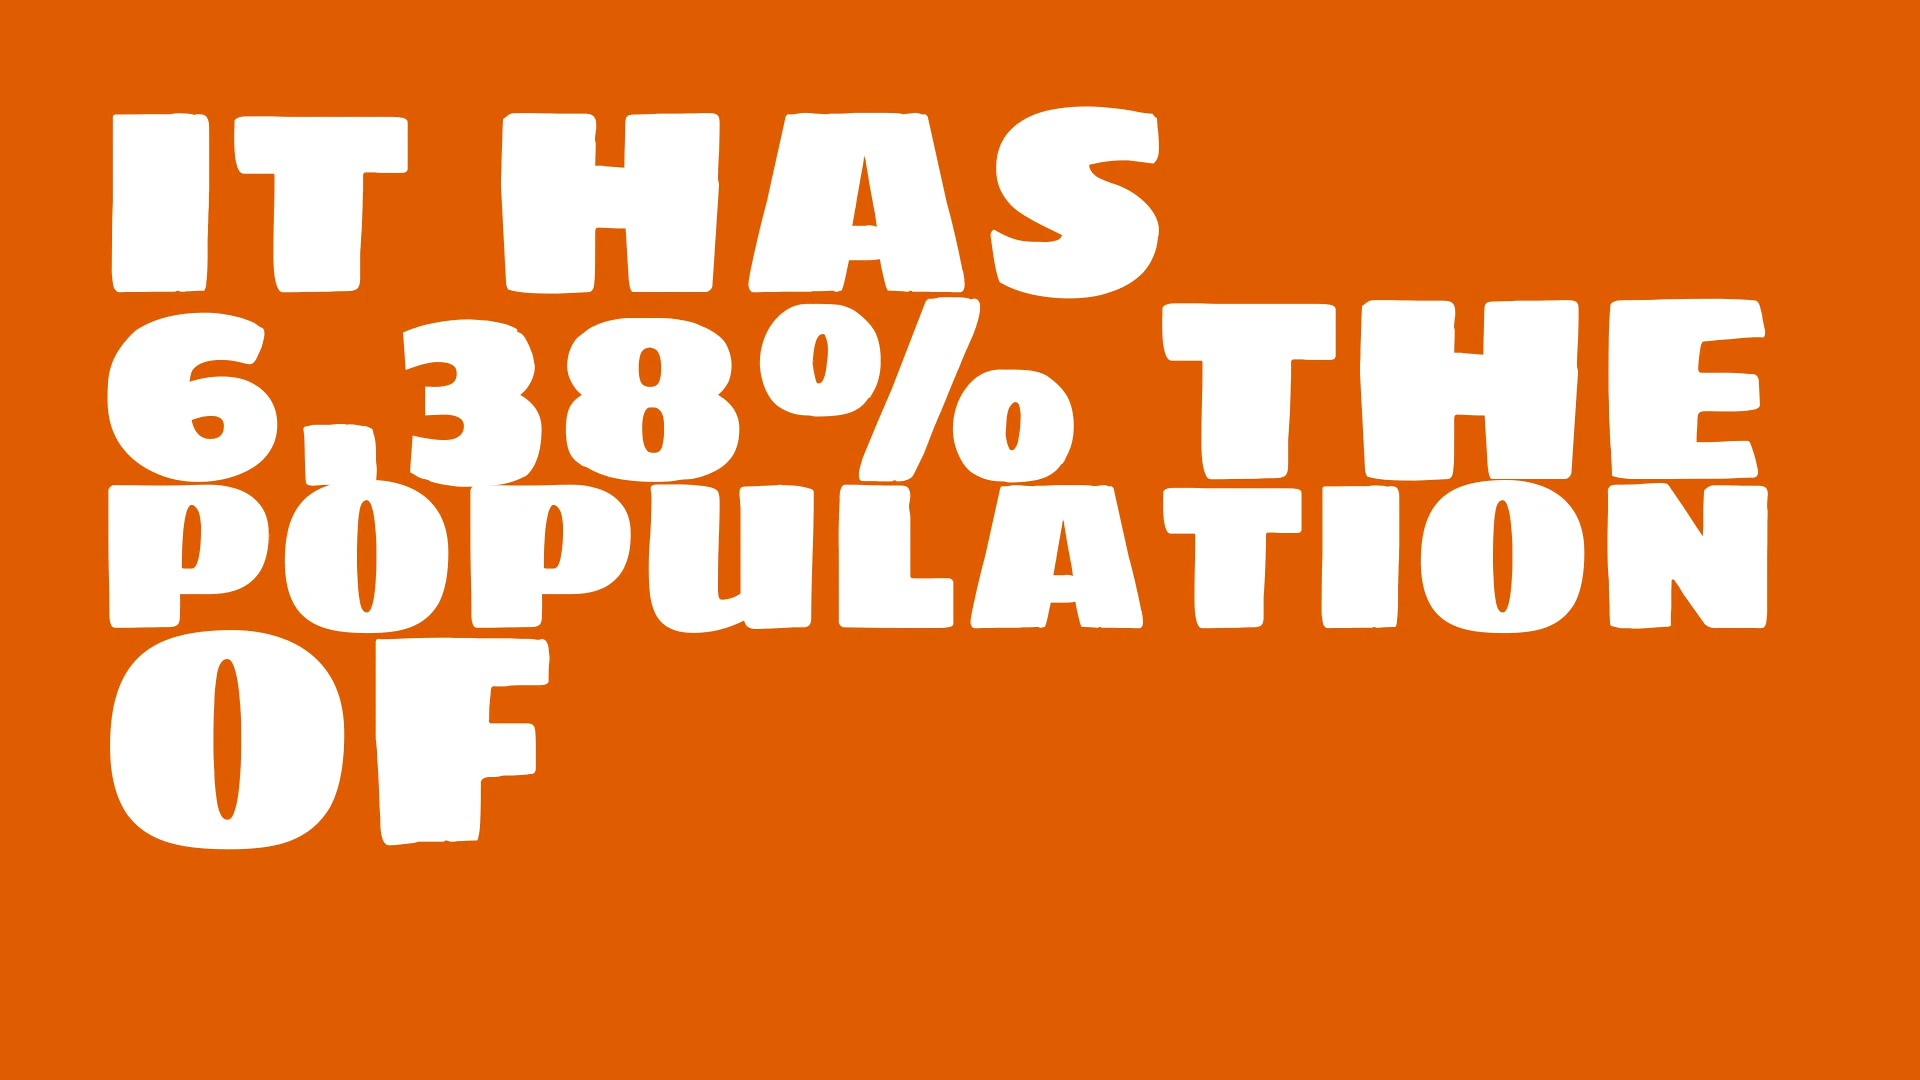 IT HAS
6,38% THE
POPULATION
OF